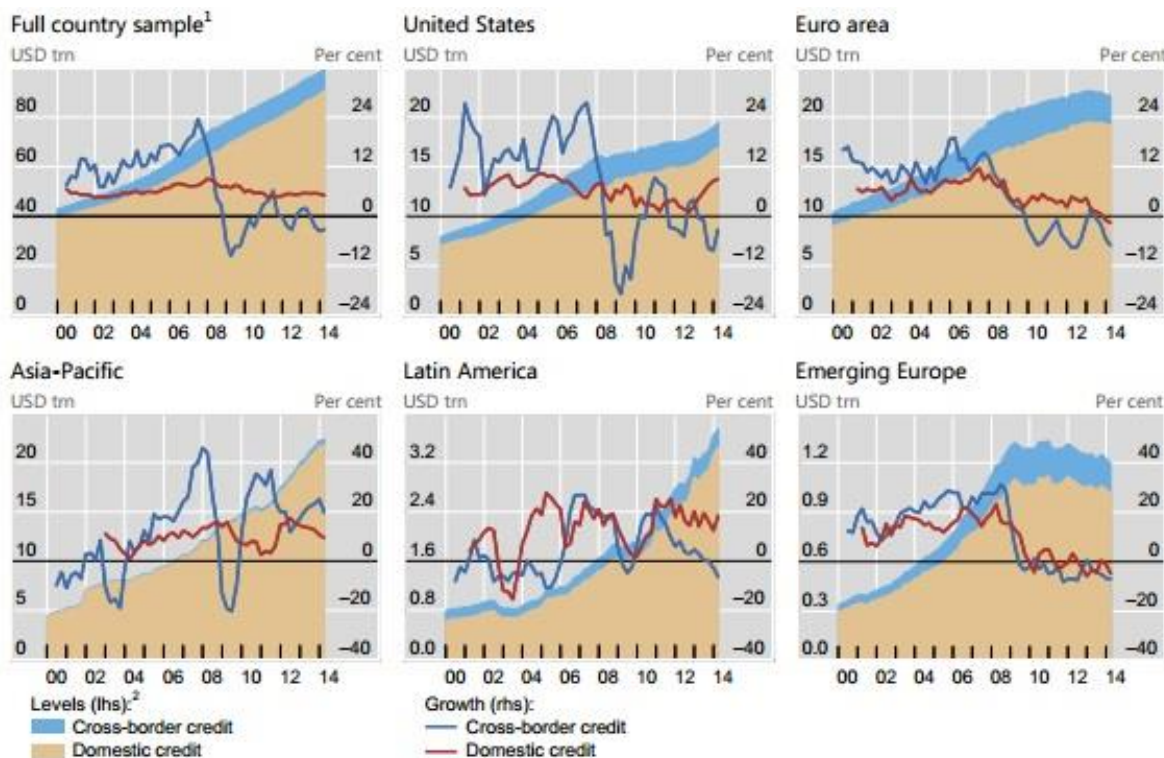 Full country sample1
USD trn Per cent
80 24
60 12
40 0
20 –12
0 –24
00 02 04 06 08 10 12 14
United States
USD trn Per cent
20 24
15 12
10 0
5 –12
0 –24
00 02 04 06 08 10 12 14
Euro area
USD trn Per cent
20 24
15 12
10 0
5 –12
0 –24
00 02 04 06 08 10 12 14
Asia-Pacific
USD trn Per cent
20 40
15 20
10 0
5 –20
0 –40
00 02 04 06 08 10 12 14
Latin America
USD trn Per cent
3.2 40
2.4 20
1.6 0
0.8 –20
0.0 –40
00 02 04 06 08 10 12 14
Emerging Europe
USD trn Per cent
1.2 40
0.9 20
0.6 0
0.3 –20
0.0 –40
00 02 04 06 08 10 12 14
Levels (lhs):2
Cross-border credit
Domestic credit
Growth (rhs):
Cross-border credit
Domestic credit